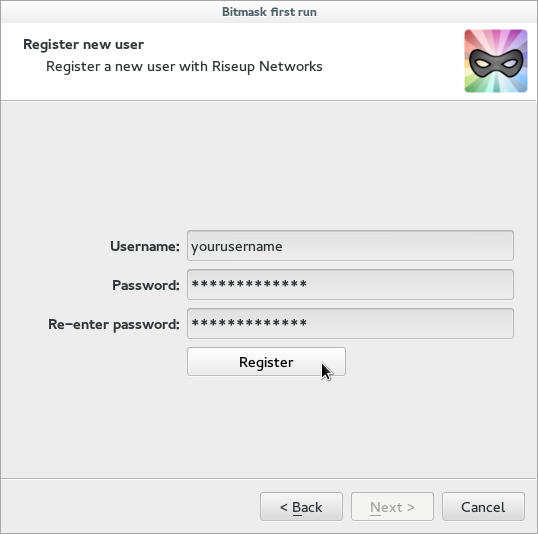 Bitmask first run
Register new user
Register a new user with Riseup Networks
Username: yourusername
Password: *************
Re-enter password: *************
Register
< Back Next > Cancel